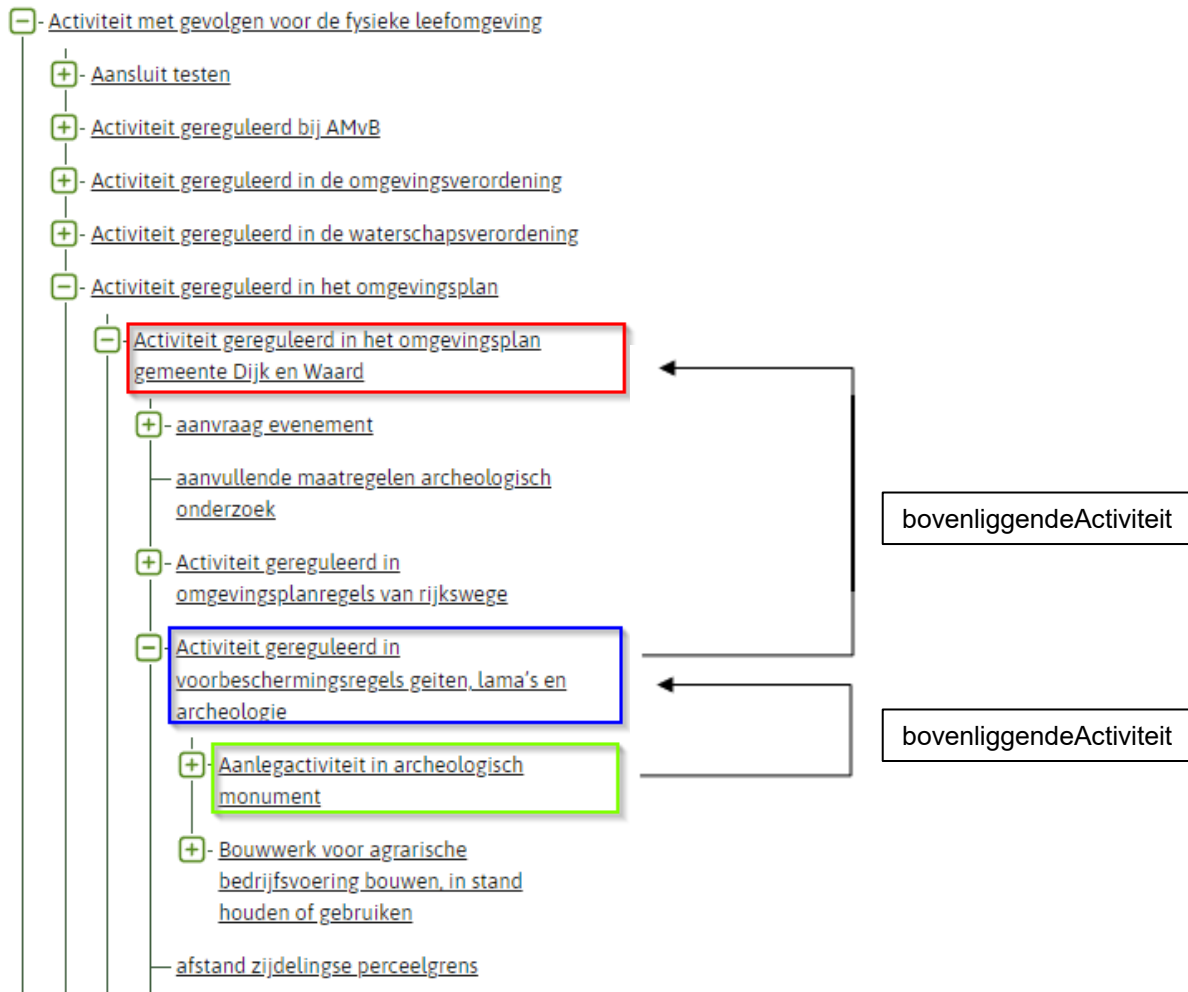 Activiteit met gevolgen voor de fysieke leefomgeving
Aansluit testen
Activiteit gereguleerd bij AMvB
Activiteit gereguleerd in de omgevingsverordening
Activiteit gereguleerd in de waterschapsverordening
Activiteit gereguleerd in het omgevingsplan
Activiteit gereguleerd in het omgevingsplan
gemeente Dijk en Waard
aanvraag evenement
aanvullende maatregelen archeologisch
onderzoek
bovenliggendeActiviteit
Activiteit gereguleerd in
omgevingsplanregels van rijkswege
Activiteit gereguleerd in
voorbeschermingsregels geiten, lama's en
archeologie
bovenliggendeActiviteit
Aanlegactiviteit in archeologisch
monument
Bouwwerk voor agrarische
bedrijfsvoering bouwen, in stand
houden of gebruiken
afstand zijdelingse perceelgrens